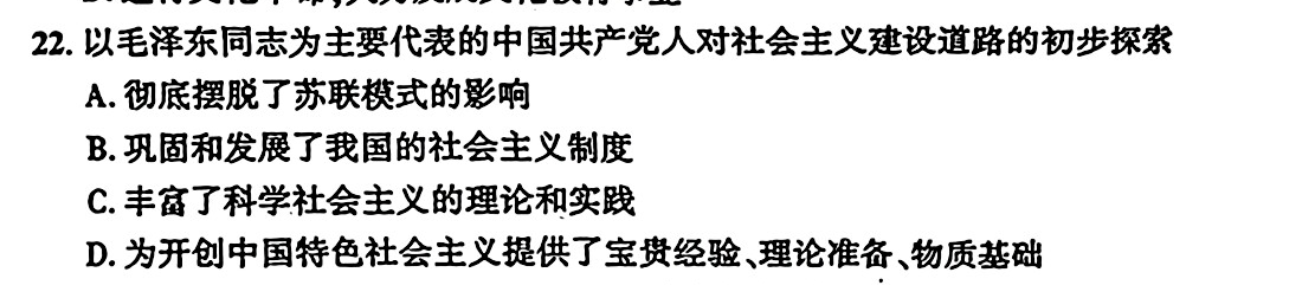 22. 以毛泽东同志为主要代表的中国共产党人对社会主义建设道路的初步探索
A. 彻底摆脱了苏联模式的影响
B. 巩固和发展了我国的社会主义制度
C. 丰富了科学社会主义的理论和实践
D. 为开创中国特色社会主义提供了宝贵经验、理论准备、物质基础